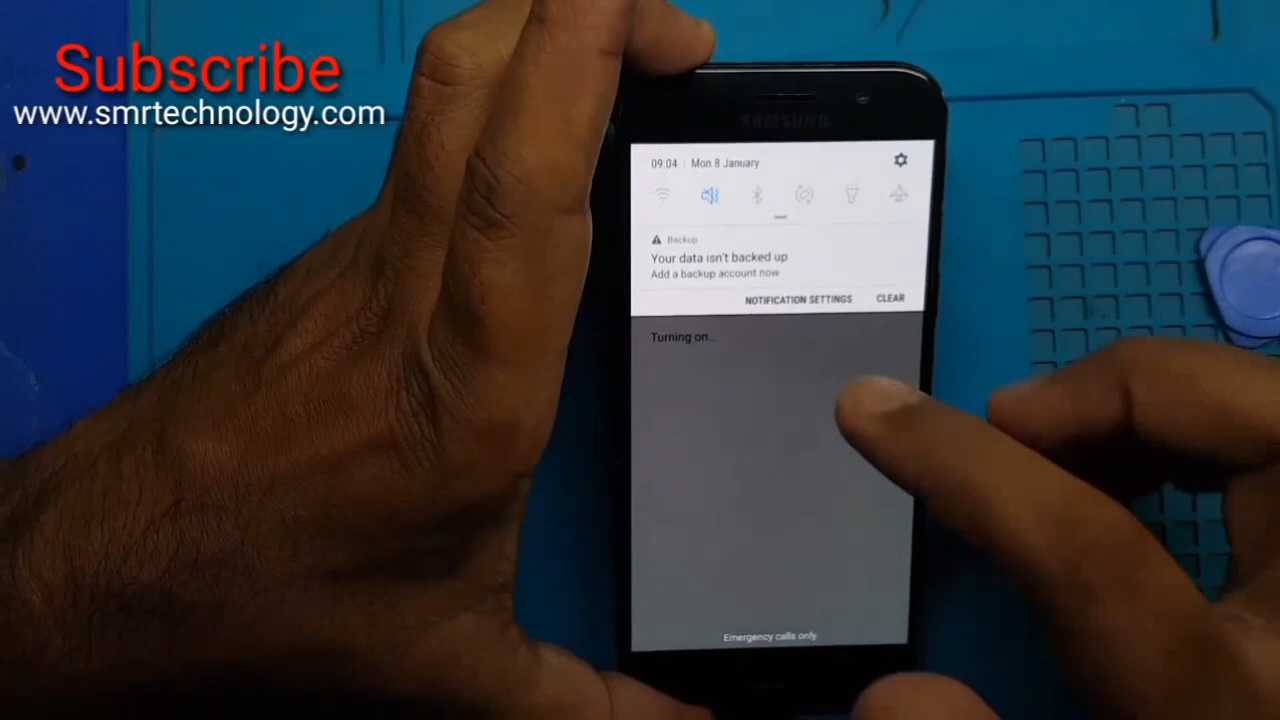 Subscribe
www.smrtechnology.com
SAMSUNG
09:04 | Mon 8 January
Backup
Your data isn't backed up
Add a backup account now
NOTIFICATION SETTINGS CLEAR
Turning on...
Emergency calls only